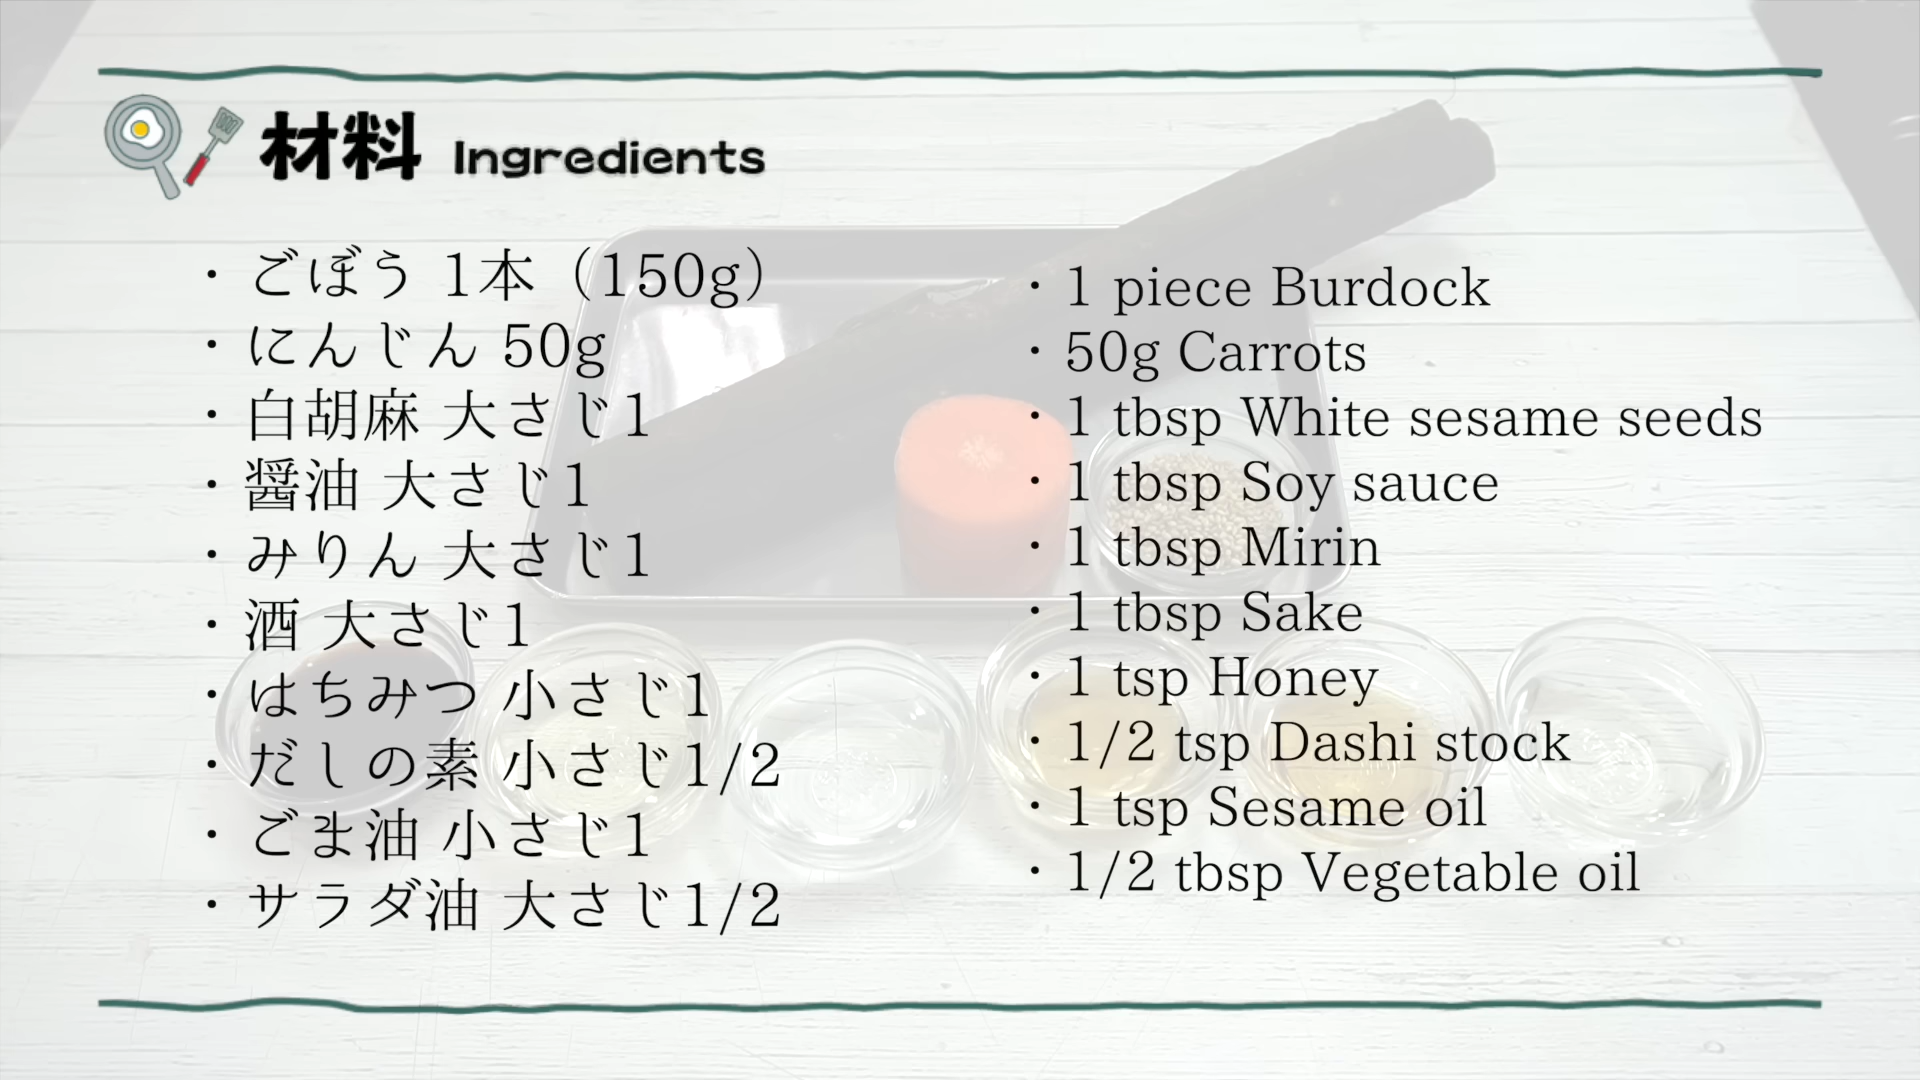 材料 Ingredients
・ごぼう 1本（150g）
・にんじん 50g
・白胡麻 大さじ1
・醤油 大さじ1
・みりん 大さじ1
・酒 大さじ1
・はちみつ 小さじ1
・だしの素 小さじ1/2
・ごま油 小さじ1
・サラダ油 大さじ1/2
・1 piece Burdock
・50g Carrots
・1 tbsp White sesame seeds
・1 tbsp Soy sauce
・1 tbsp Mirin
・1 tbsp Sake
・1 tsp Honey
・1/2 tsp Dashi stock
・1 tsp Sesame oil
・1/2 tbsp Vegetable oil